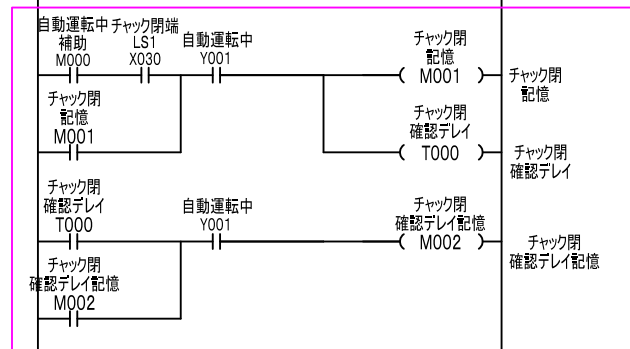 自動運転中
補助
M000
チャック閉端
LS1
X030
自動運転中
Y001
チャック閉
記憶
M001
チャック閉
記憶
チャック閉
記憶
M001
チャック閉
確認デレイ
T000
チャック閉
確認デレイ
チャック閉
確認デレイ
T000
自動運転中
Y001
チャック閉
確認デレイ記憶
M002
チャック閉
確認デレイ記憶
チャック閉
確認デレイ記憶
M002